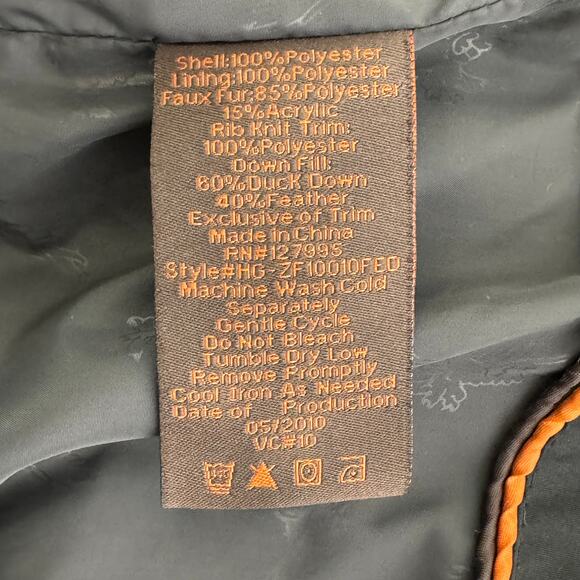 Shell:100%Polyester
Lining:100%Polyester
Faux Fur:85%Polyester
15%Acrylic
Rib Knit Trim:
100%Polyester
Down Fill:
60%Duck Down
40%Feather
Exclusive of Trim
Made in China
RN#127995
Style#HG-ZF10010FED
Machine Wash Cold
Separately
Gentle Cycle
Do Not Bleach
Tumble Dry Low
Remove Promptly
Cool Iron As Needed
Date of Production
05/2010
VC#10